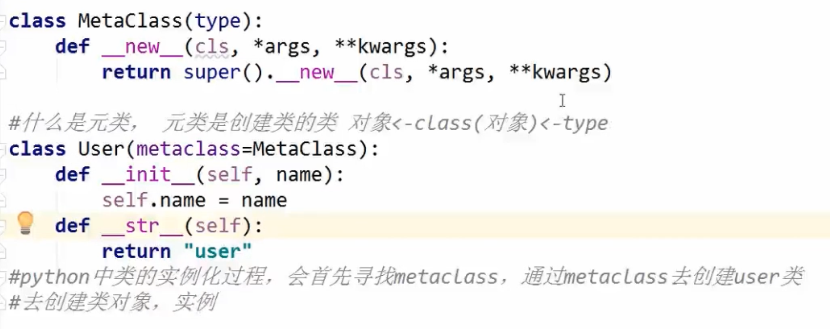 class MetaClass(type):
    def __new__(cls, *args, **kwargs):
        return super().__new__(cls, *args, **kwargs)
#什么是元类， 元类是创建类的类 对象<-class(对象)<-type
class User(metaclass=MetaClass):
    def __init__(self, name):
        self.name = name
    def __str__(self):
        return "user"
#python中类的实例化过程，会首先寻找metaclass，通过metaclass去创建user类
#去创建类对象，实例